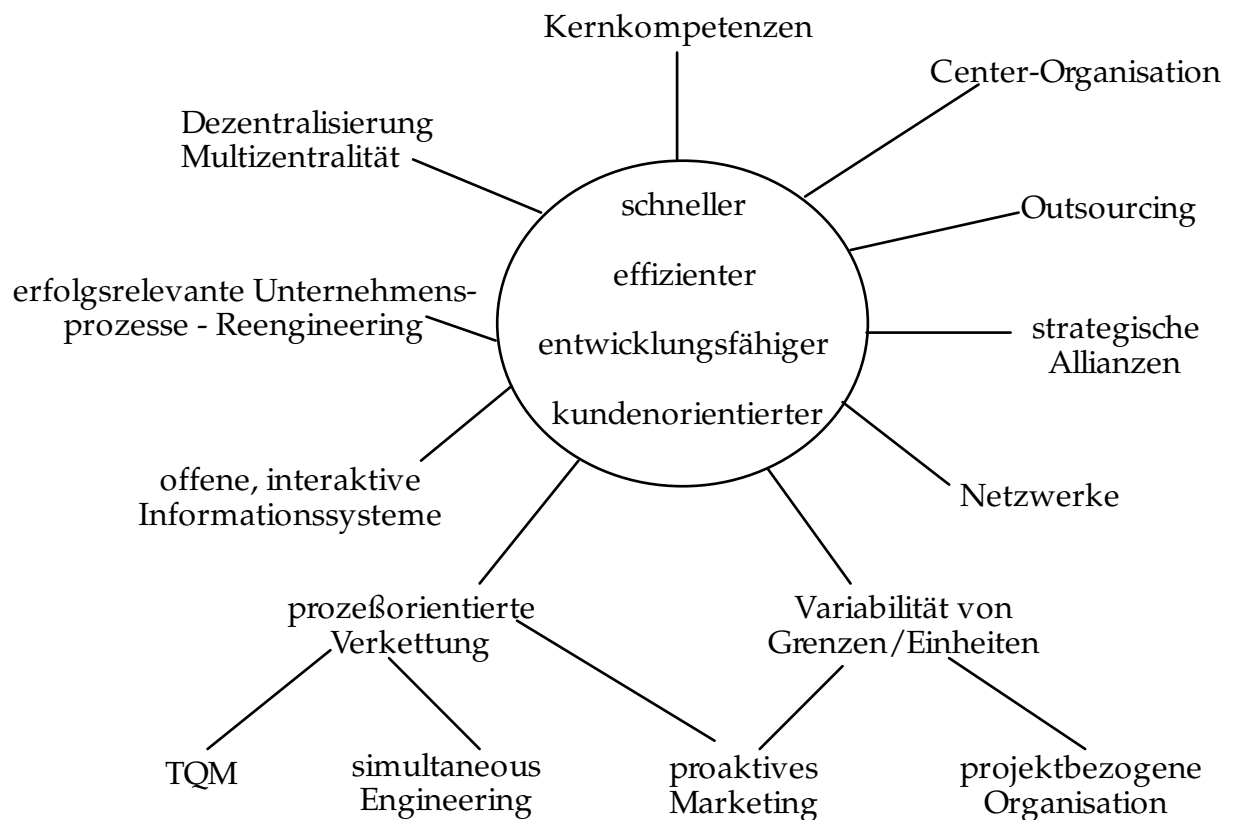 Kernkompetenzen
Center-Organisation
Dezentralisierung
Multizentralität
schneller
Outsourcing
effizienter
erfolgsrelevante Unternehmens-
prozesse - Reengineering
entwicklungsfähiger
strategische
Allianzen
kundenorientierter
offene, interaktive
Informationssysteme
Netzwerke
prozeßorientierte
Verkettung
Variabilität von
Grenzen/Einheiten
TQM
simultaneous
Engineering
proaktives
Marketing
projektbezogene
Organisation